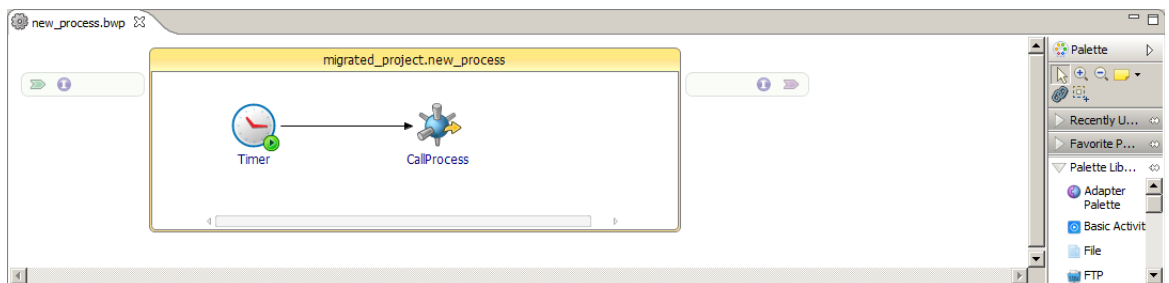 new_process.bwp
migrated_project.new_process
Timer
CallProcess
Palette
Recently U...
Favorite P...
Palette Lib...
Adapter
Palette
Basic Activit
File
FTP